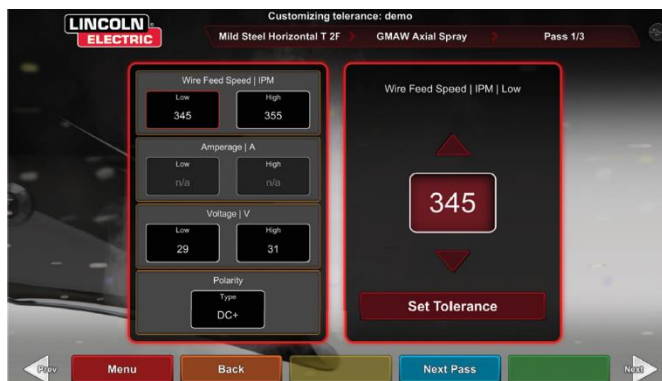 LINCOLN
ELECTRIC
Customizing tolerance: demo
Mild Steel Horizontal T 2F
GMAW Axial Spray
Pass 1/3
Wire Feed Speed | IPM
Low
345
High
355
Amperage | A
Low
n/a
High
n/a
Voltage | V
Low
29
High
31
Polarity
Type
DC+
Wire Feed Speed | IPM | Low
345
Set Tolerance
Prev
Menu
Back
Next Pass
Next